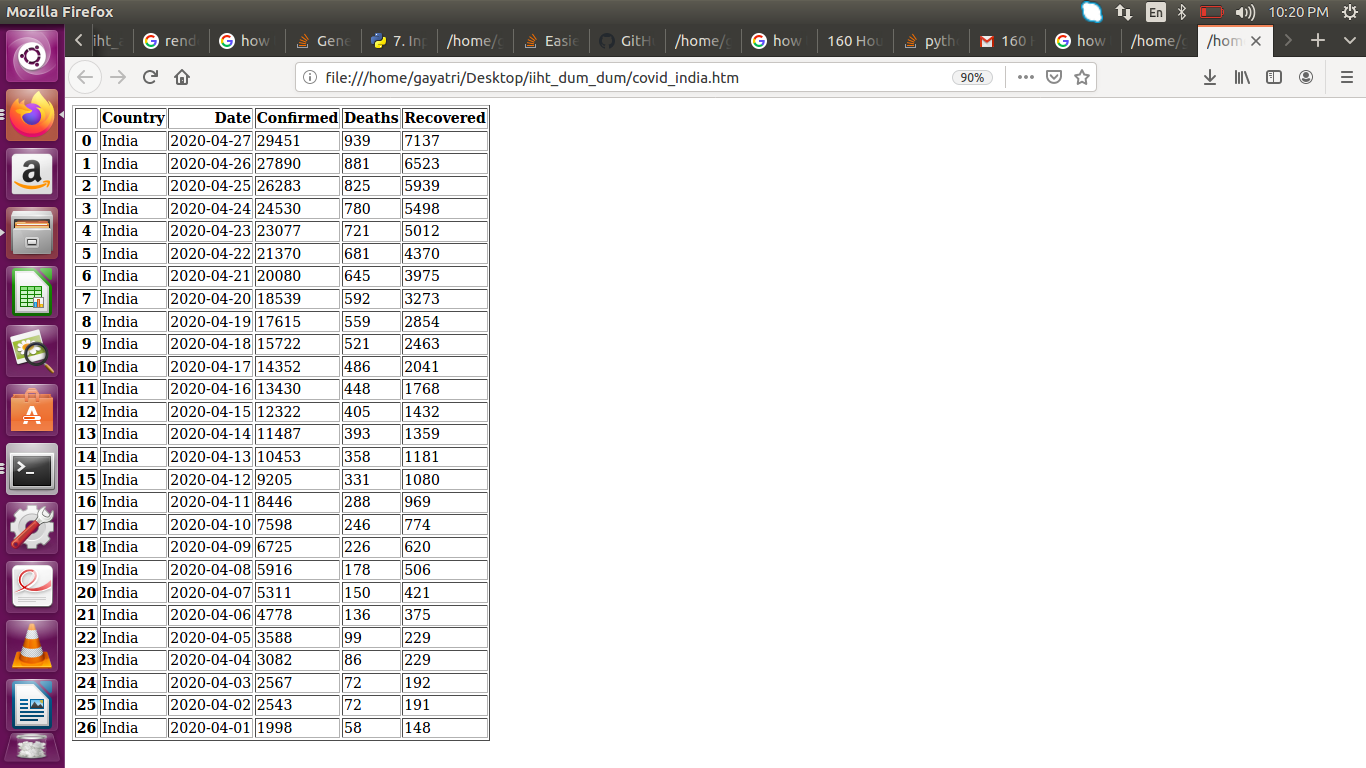 Mozilla Firefox En 10:20 PM
iht_ rend how Gene 7. Inp /home/g Easie GitH /home/g how 160 Hou pyth 160 how /home/g /hom
file:///home/gayatri/Desktop/iiht_dum_dum/covid_india.htm 90%
Country Date Confirmed Deaths Recovered
0 India 2020-04-27 29451 939 7137
1 India 2020-04-26 27890 881 6523
2 India 2020-04-25 26283 825 5939
3 India 2020-04-24 24530 780 5498
4 India 2020-04-23 23077 721 5012
5 India 2020-04-22 21370 681 4370
6 India 2020-04-21 20080 645 3975
7 India 2020-04-20 18539 592 3273
8 India 2020-04-19 17615 559 2854
9 India 2020-04-18 15722 521 2463
10 India 2020-04-17 14352 486 2041
11 India 2020-04-16 13430 448 1768
12 India 2020-04-15 12322 405 1432
13 India 2020-04-14 11487 393 1359
14 India 2020-04-13 10453 358 1181
15 India 2020-04-12 9205 331 1080
16 India 2020-04-11 8446 288 969
17 India 2020-04-10 7598 246 774
18 India 2020-04-09 6725 226 620
19 India 2020-04-08 5916 178 506
20 India 2020-04-07 5311 150 421
21 India 2020-04-06 4778 136 375
22 India 2020-04-05 3588 99 229
23 India 2020-04-04 3082 86 229
24 India 2020-04-03 2567 72 192
25 India 2020-04-02 2543 72 191
26 India 2020-04-01 1998 58 148